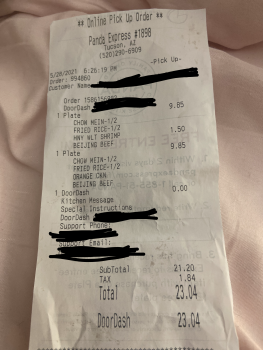 ** Online Pick Up Order **
Panda Express #1898
Tucson, AZ
(520)290-6909
-Pick Up-
5/28/2021 6:26:19 PM
Order: 994860
Customer Name
Order
DoorDash 9.85
1 Plate
CHOW MEIN-1/2
FRIED RICE-1/2 1.50
HNY WLT SHRIMP
BEIJING BEEF 9.85
1 Plate
CHOW MEIN-1/2
FRIED RICE-1/2
ORANGE CKN
BEIJING BEEF 0.00
1 DoorDash
Kitchen Message
Special Instructions
DoorDash
Support Phone:
Support Email:
SubTotal 21.20
TAX 1.84
Total 23.04
DoorDash 23.04